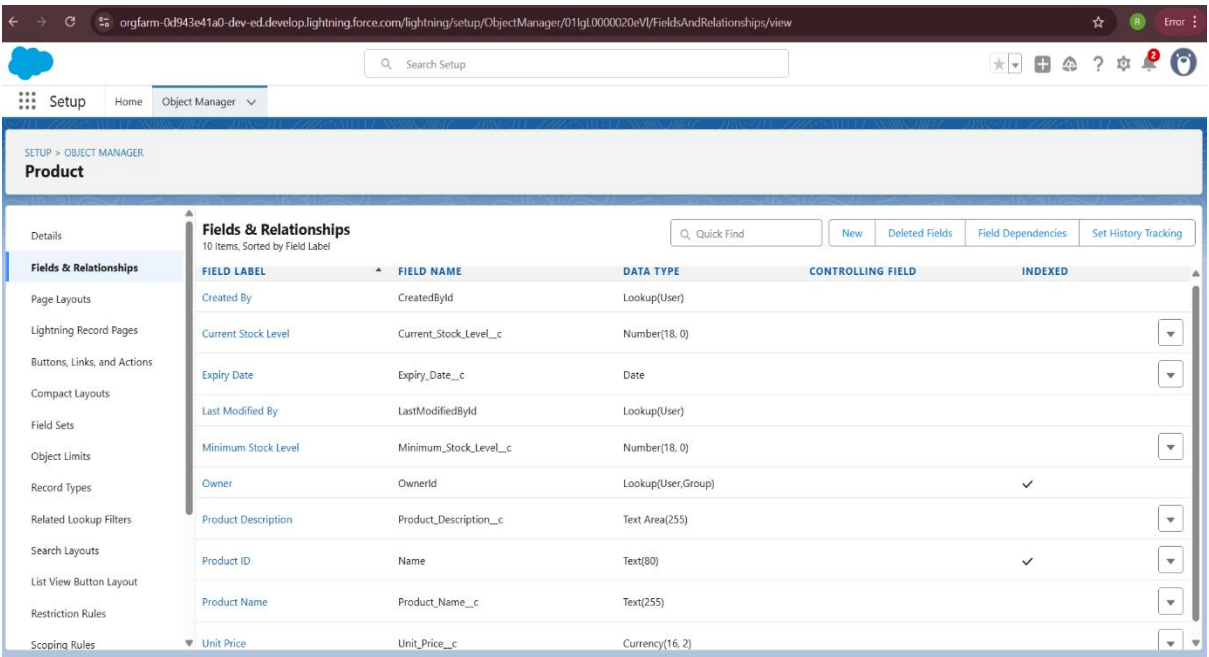 orgfarm-0d943e41a0-dev-ed.develop.lightning.force.com/lightning/setup/ObjectManager/01IgL0000020eVl/FieldsAndRelationships/view
R
Error
Search Setup
2
Setup Home Object Manager
SETUP > OBJECT MANAGER
Product
Details
Fields & Relationships
Page Layouts
Lightning Record Pages
Buttons, Links, and Actions
Compact Layouts
Field Sets
Object Limits
Record Types
Related Lookup Filters
Search Layouts
List View Button Layout
Restriction Rules
Scoping Rules
Fields & Relationships
10 Items, Sorted by Field Label
Quick Find
New Deleted Fields Field Dependencies Set History Tracking
FIELD LABEL FIELD NAME DATA TYPE CONTROLLING FIELD INDEXED
Created By CreatedById Lookup(User)
Current Stock Level Current_Stock_Level__c Number(18, 0)
Expiry Date Expiry_Date__c Date
Last Modified By LastModifiedById Lookup(User)
Minimum Stock Level Minimum_Stock_Level__c Number(18, 0)
Owner OwnerId Lookup(User,Group)
Product Description Product_Description__c Text Area(255)
Product ID Name Text(80)
Product Name Product_Name__c Text(255)
Unit Price Unit_Price__c Currency(16, 2)